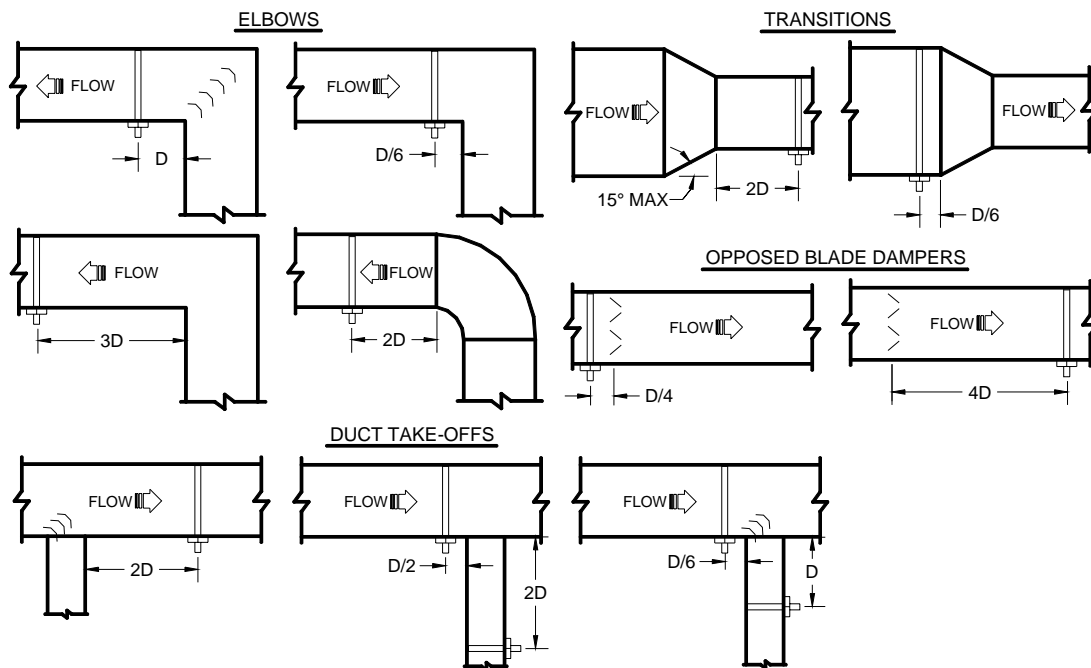 ELBOWS
FLOW
D
FLOW
D/6
FLOW
3D
FLOW
2D
TRANSITIONS
FLOW
15° MAX
2D
FLOW
D/6
OPPOSED BLADE DAMPERS
FLOW
D/4
FLOW
4D
DUCT TAKE-OFFS
FLOW
2D
FLOW
D/2
2D
FLOW
D/6
D